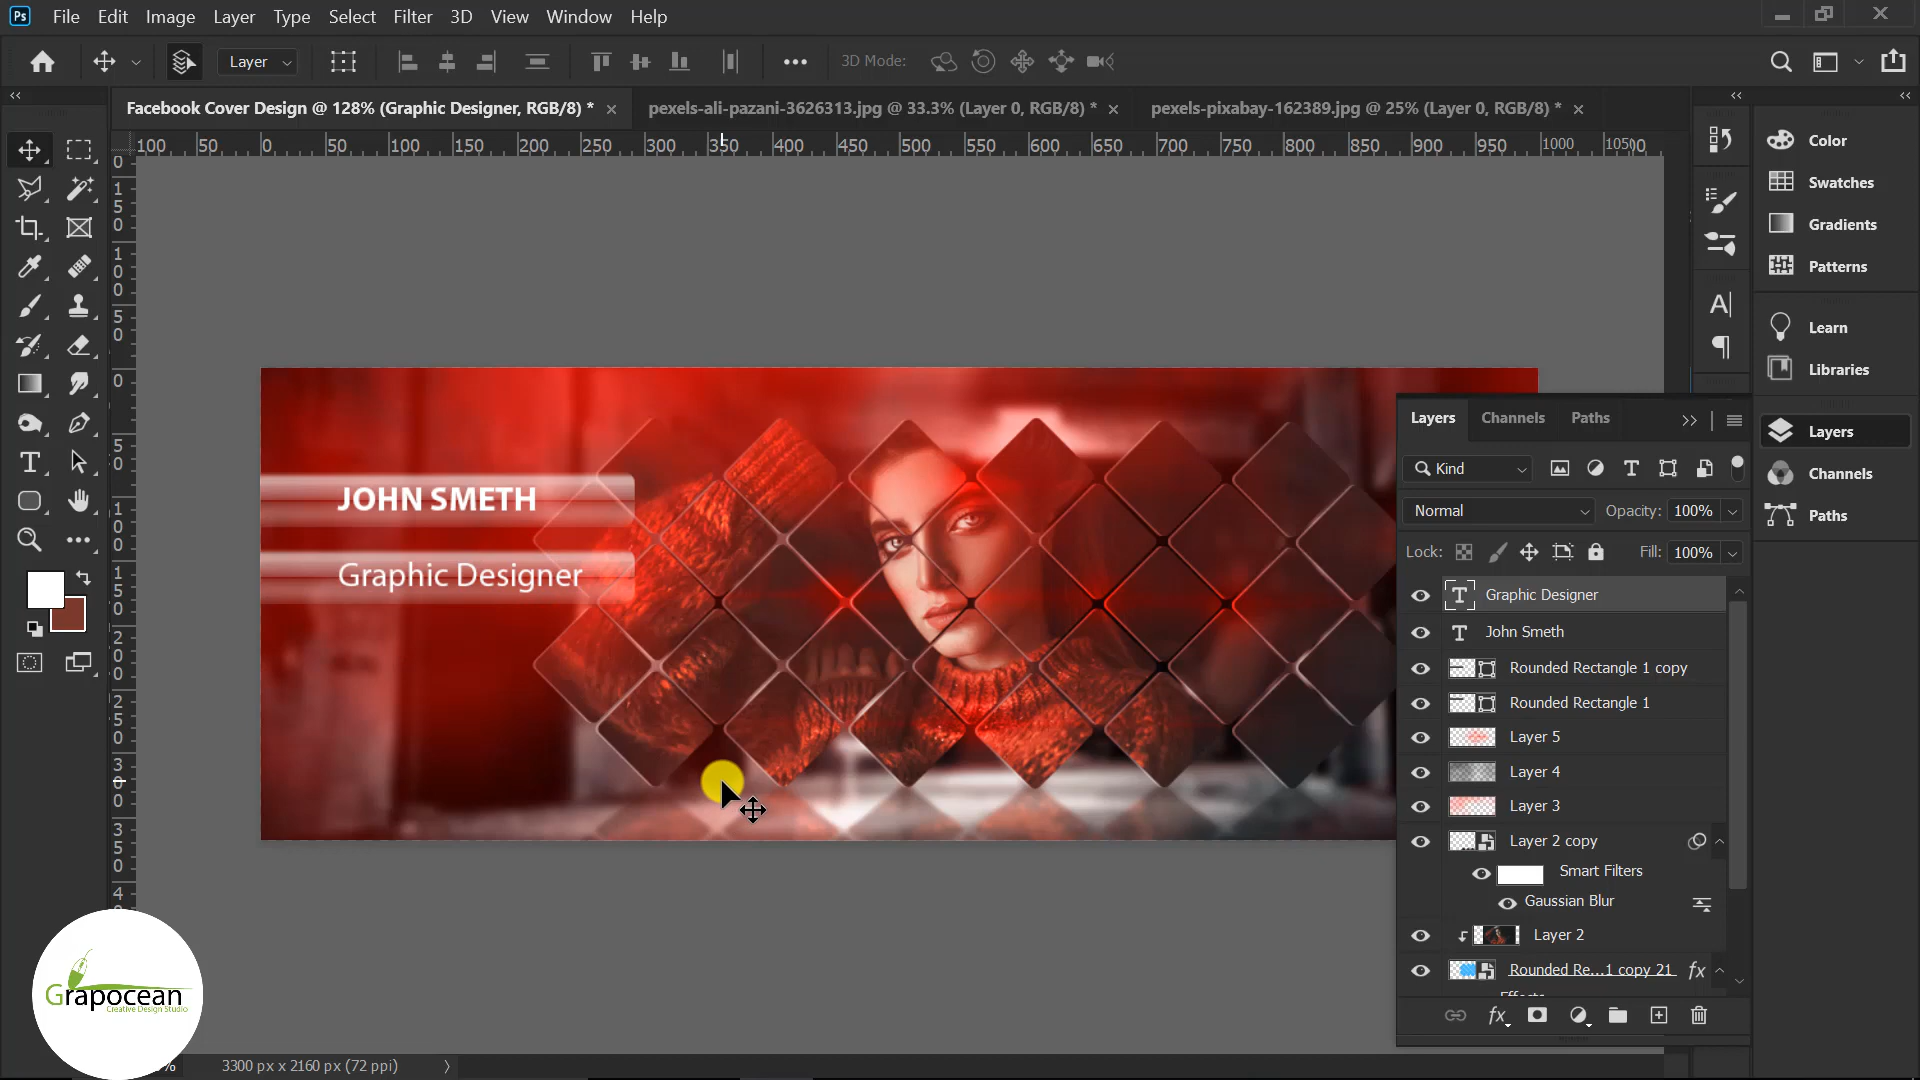 Ps File Edit Image Layer Type Select Filter 3D View Window Help
Layer 3D Mode:
Facebook Cover Design @ 128% (Graphic Designer, RGB/8) * × pexels-ali-pazani-3626313.jpg @ 33.3% (Layer 0, RGB/8) * × pexels-pixabay-162389.jpg @ 25% (Layer 0, RGB/8) * ×
100 50 0 50 100 150 200 250 300 350 400 450 500 550 600 650 700 750 800 850 900 950 1000
Color
Swatches
Gradients
Patterns
Learn
Libraries
Layers
Channels
Paths
JOHN SMETH
Graphic Designer
Layers Channels Paths
Kind
Normal Opacity: 100%
Lock: Fill: 100%
Graphic Designer
John Smeth
Rounded Rectangle 1 copy
Rounded Rectangle 1
Layer 5
Layer 4
Layer 3
Layer 2 copy
Smart Filters
Gaussian Blur
Layer 2
Rounded Re...1 copy 21 fx
fx
Grapocean
Creative Design Studio
% 3300 px x 2160 px (72 ppi)